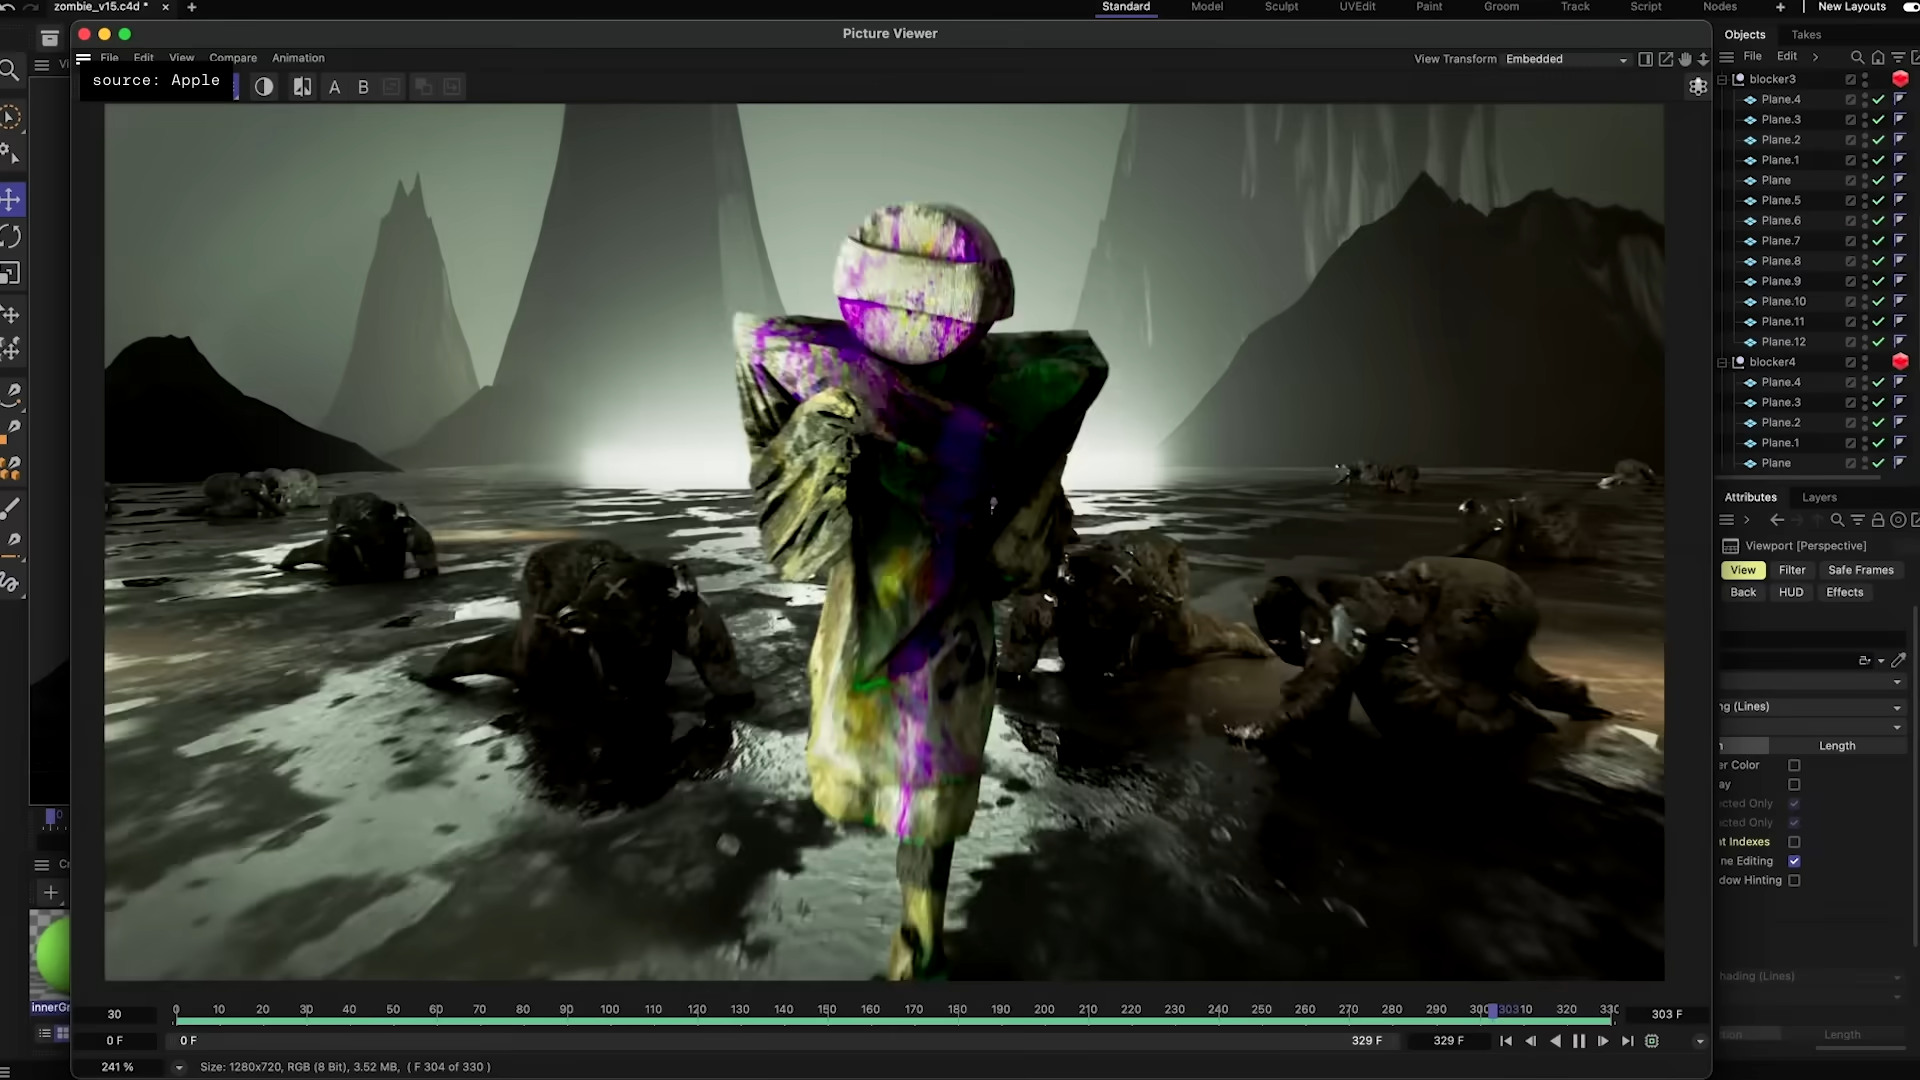 zombie_v15.c4d *
Standard Model Sculpt UVEdit Paint Groom Track Script Nodes New Layouts
Picture Viewer
File Edit View Compare Animation
View Transform Embedded
source: Apple
A B
Objects Takes
File Edit
blocker3
Plane.4
Plane.3
Plane.2
Plane.1
Plane
Plane.5
Plane.6
Plane.7
Plane.8
Plane.9
Plane.10
Plane.11
Plane.12
blocker4
Plane.4
Plane.3
Plane.2
Plane.1
Plane
Attributes Layers
Viewport [Perspective]
View Filter Safe Frames
Back HUD Effects
ng (Lines)
Length
er Color
ay
ected Only
ected Only
nt Indexes
ne Editing
dow Hinting
hading (Lines)
Length
innerGr
30
0 10 20 30 40 50 60 70 80 90 100 110 120 130 140 150 160 170 180 190 200 210 220 230 240 250 260 270 280 290 300 303 310 320 330
303 F
0 F 0 F 329 F 329 F
241 % Size: 1280x720, RGB (8 Bit), 3.52 MB, ( F 304 of 330 )